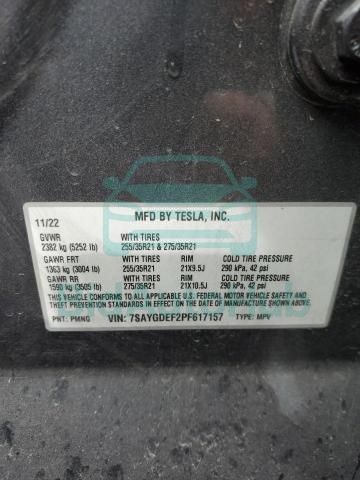 11/22 MFD BY TESLA, INC.
GVWR WITH TIRES
2382 kg (5252 lb) 255/35R21 & 275/35R21
GAWR FRT WITH TIRES RIM COLD TIRE PRESSURE
1363 kg (3004 lb) 255/35R21 21X9.5J 290 kPa, 42 psi
GAWR RR WITH TIRES RIM COLD TIRE PRESSURE
1590 kg (3505 lb) 275/35R21 21X10.5J 290 kPa, 42 psi
THIS VEHICLE CONFORMS TO ALL APPLICABLE U.S. FEDERAL MOTOR VEHICLE SAFETY
AND THEFT PREVENTION STANDARDS IN EFFECT ON THE DATE OF MANUFACTURE SHOWN ABOVE.
PNT: PMNG VIN: 7SAYGDEF2PF617157 TYPE: MPV